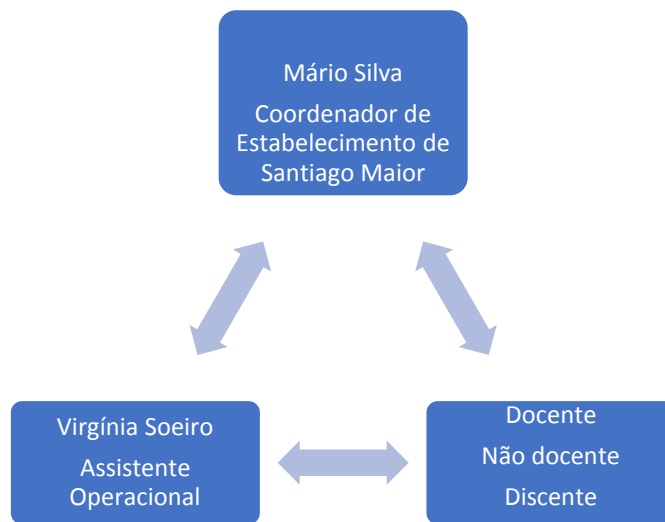 Mário Silva
Coordenador de
Estabelecimento de
Santiago Maior
Virgínia Soeiro
Assistente
Operacional
Docente
Não docente
Discente